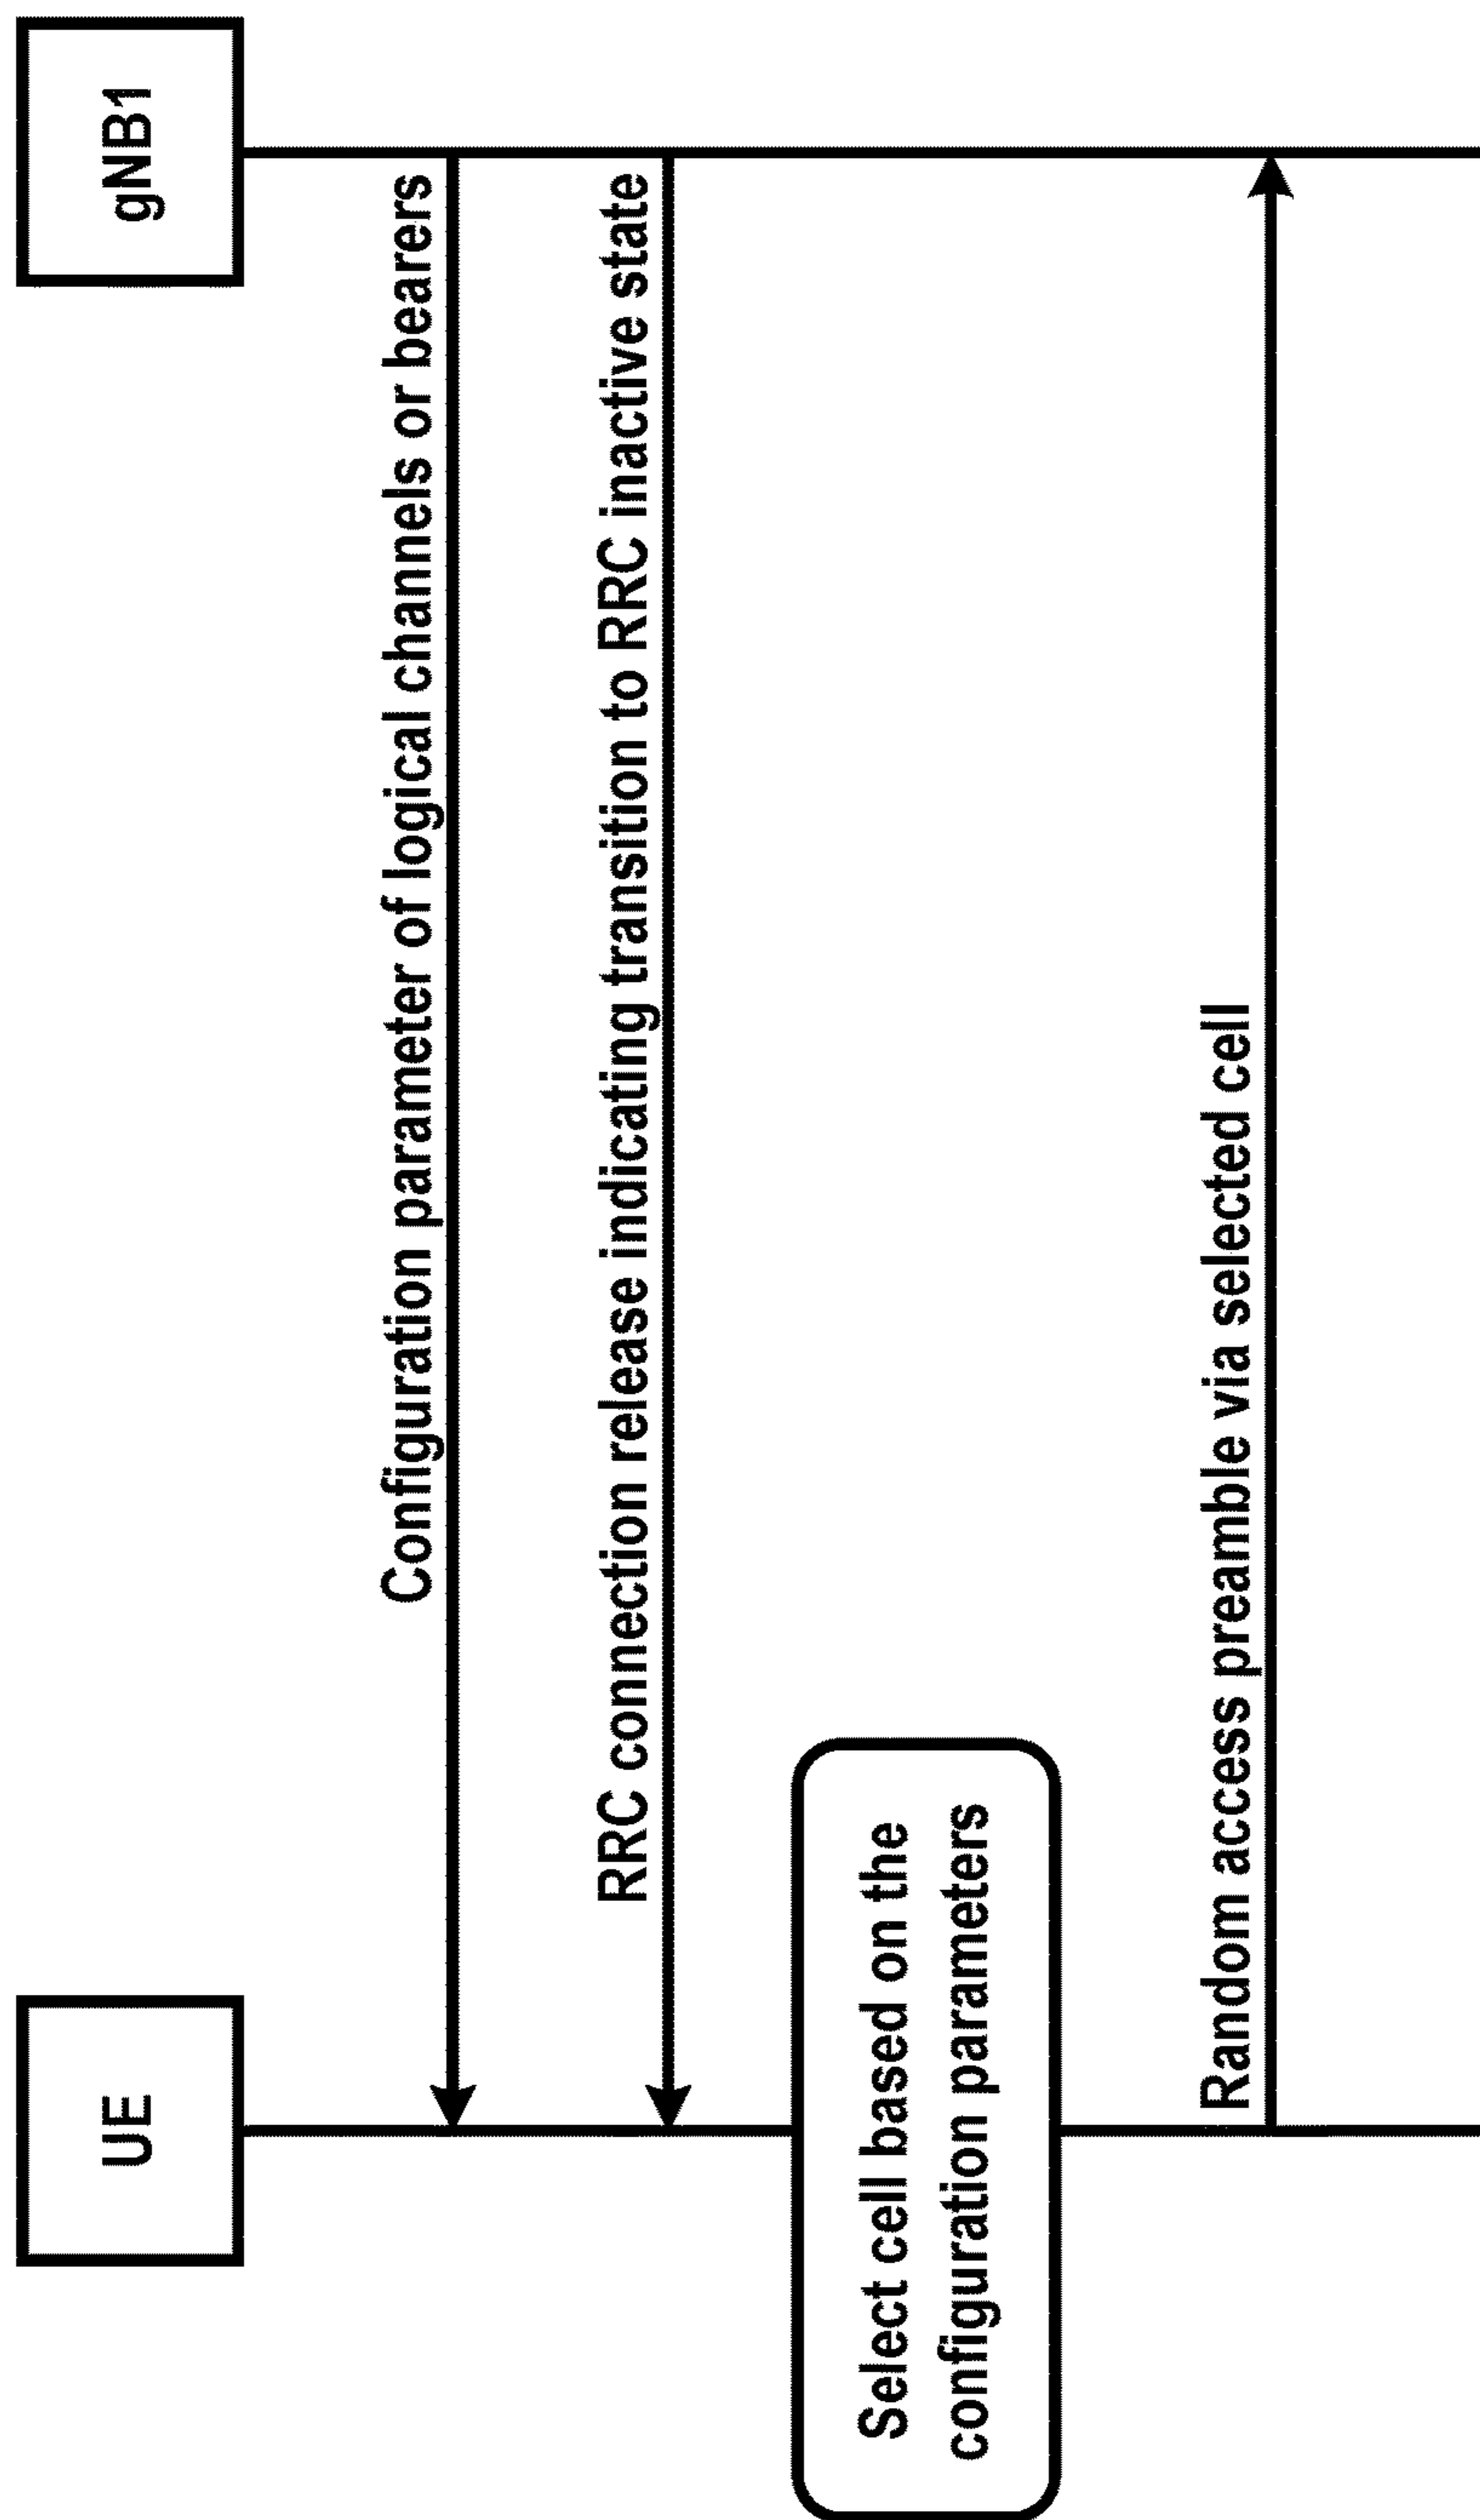 UE
gNB1
Configuration parameter of logical channels or bearers
RRC connection release indicating transition to RRC inactive state
Select cell based on the
configuration parameters
Random access preamble via selected cell